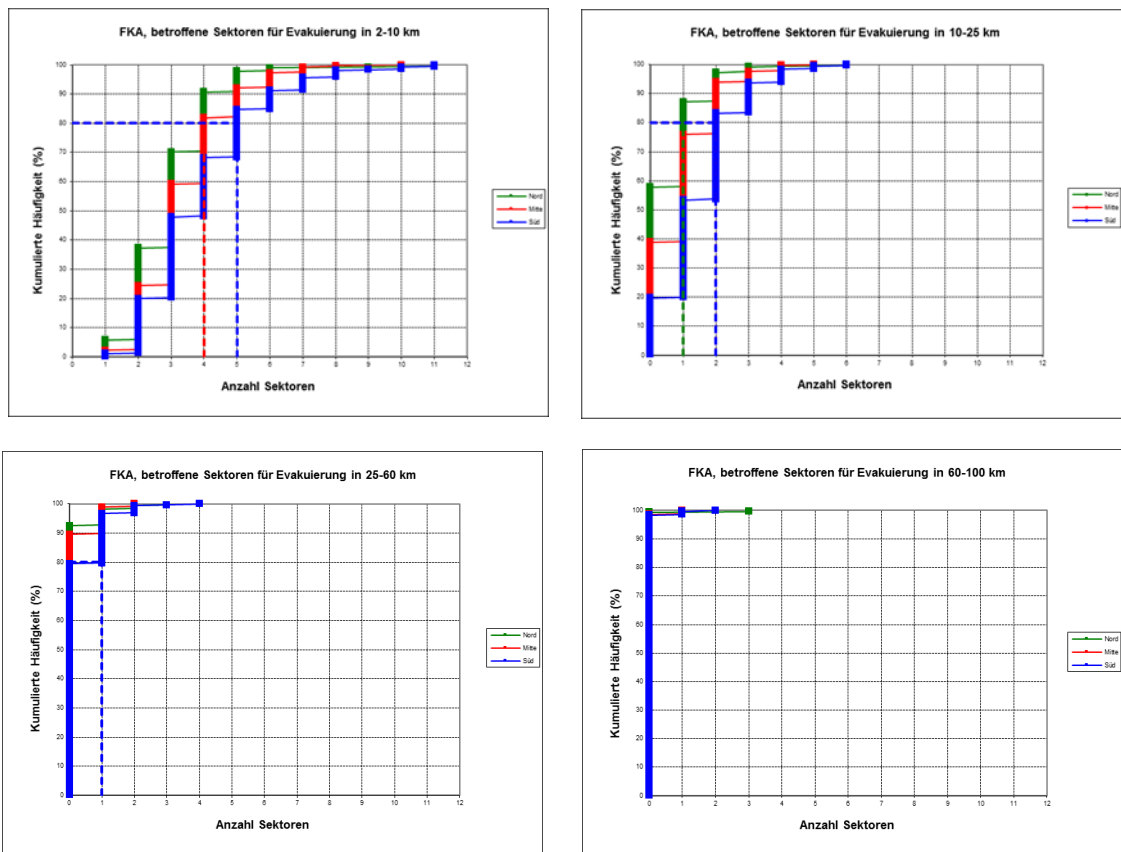 FKA, betroffene Sektoren für Evakuierung in 2-10 km
Kumulierte Häufigkeit (%)
100
90
80
70
60
50
40
30
20
10
0
0 1 2 3 4 5 6 7 8 9 10 11 12
Anzahl Sektoren
Nord
Mitte
Süd
FKA, betroffene Sektoren für Evakuierung in 10-25 km
Kumulierte Häufigkeit (%)
100
90
80
70
60
50
40
30
20
10
0
0 1 2 3 4 5 6 7 8 9 10 11 12
Anzahl Sektoren
Nord
Mitte
Süd
FKA, betroffene Sektoren für Evakuierung in 25-60 km
Kumulierte Häufigkeit (%)
100
90
80
70
60
50
40
30
20
10
0
0 1 2 3 4 5 6 7 8 9 10 11 12
Anzahl Sektoren
Nord
Mitte
Süd
FKA, betroffene Sektoren für Evakuierung in 60-100 km
Kumulierte Häufigkeit (%)
100
90
80
70
60
50
40
30
20
10
0
0 1 2 3 4 5 6 7 8 9 10 11 12
Anzahl Sektoren
Nord
Mitte
Süd